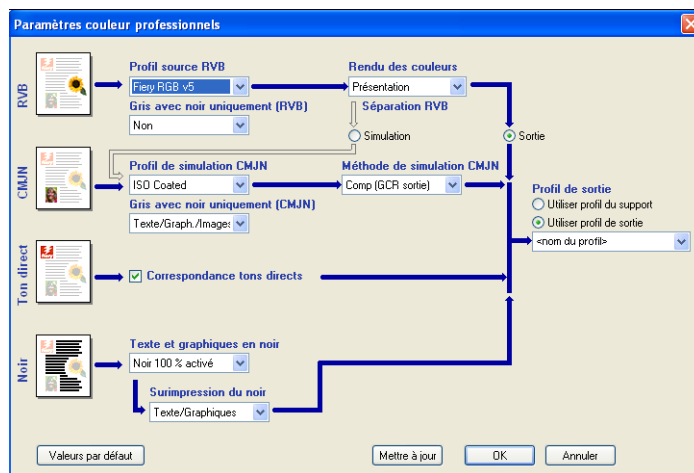 Paramètres couleur professionnels
RVB
Profil source RVB
Fiery RGB v5
Gris avec noir uniquement (RVB)
Non
Rendu des couleurs
Présentation
Séparation RVB
Simulation
Sortie
CMJN
Profil de simulation CMJN
ISO Coated
Gris avec noir uniquement (CMJN)
Texte/Graph./Images
Méthode de simulation CMJN
Comp (GCR sortie)
Profil de sortie
Utiliser profil du support
Utiliser profil de sortie
<nom du profil>
Ton direct
Correspondance tons directs
Noir
Texte et graphiques en noir
Noir 100 % activé
Surimpression du noir
Texte/Graphiques
Valeurs par défaut
Mettre à jour
OK
Annuler